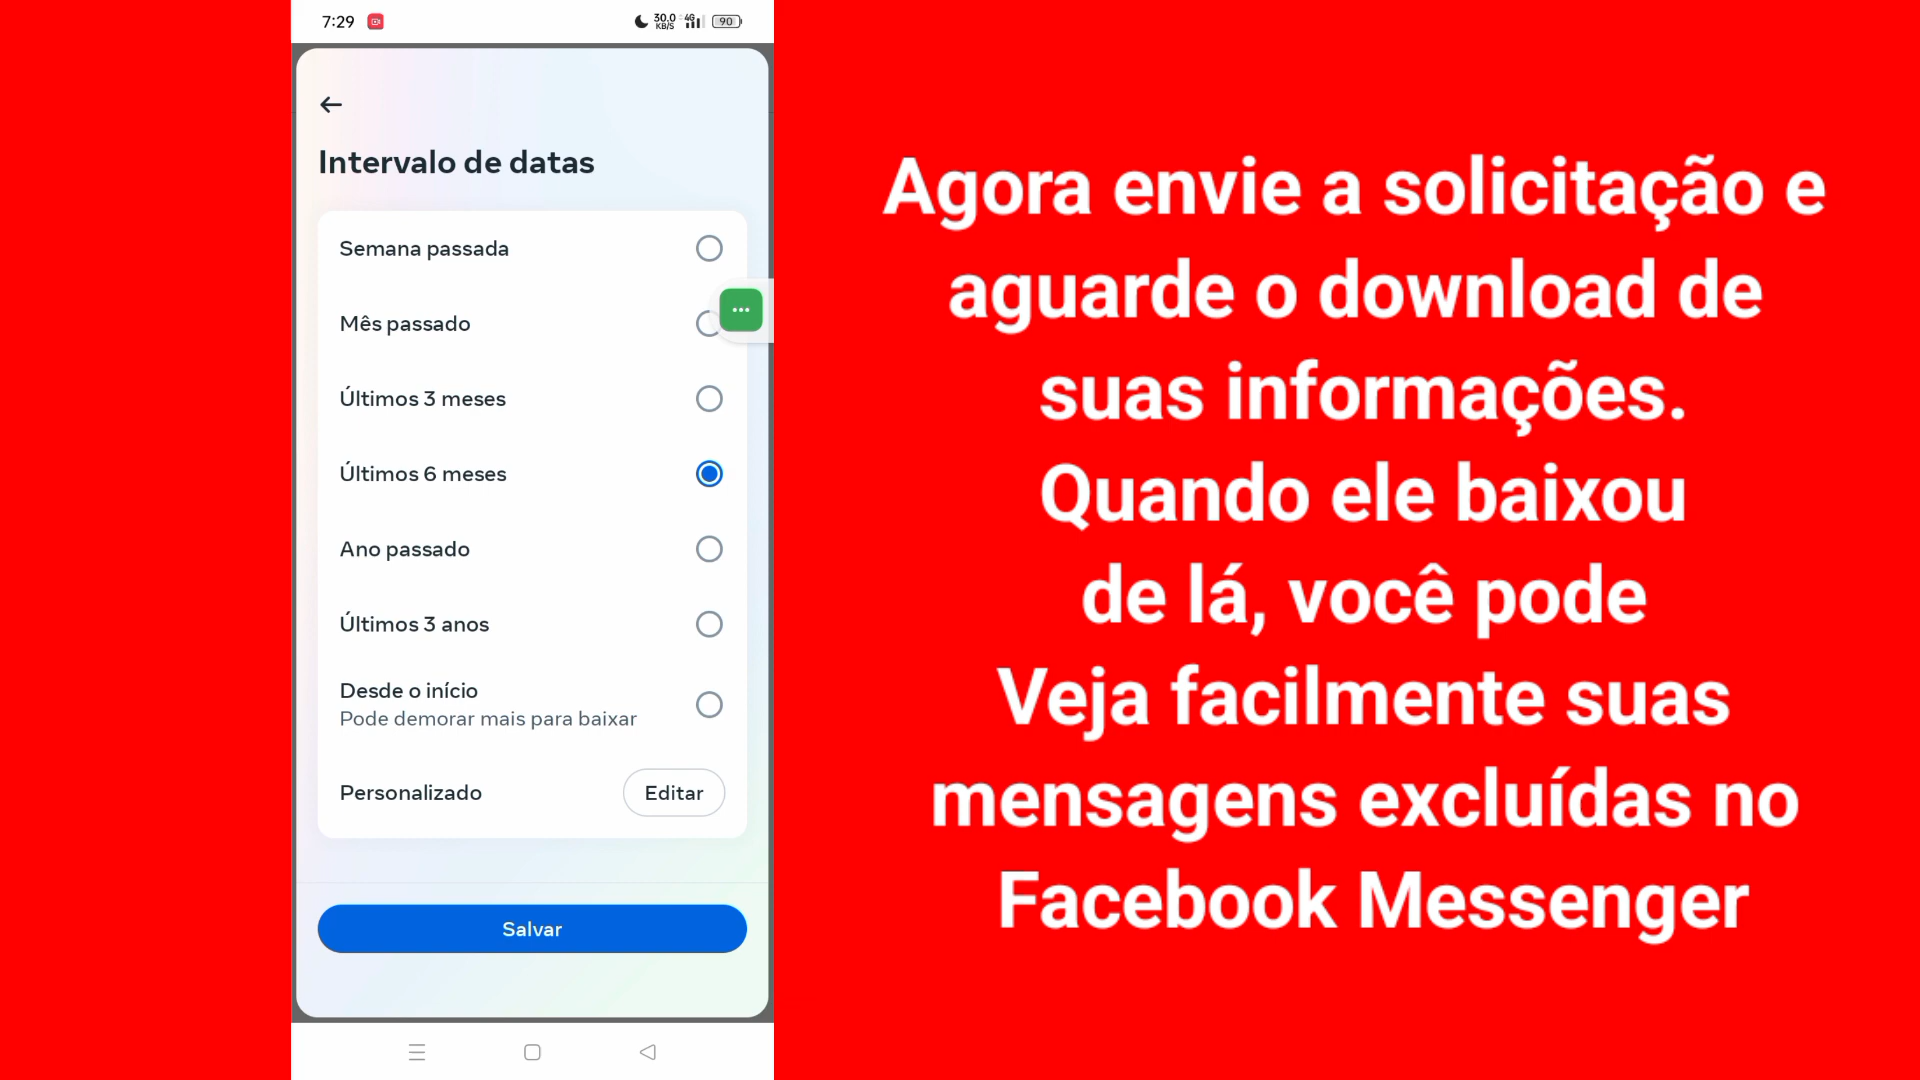 7:29
30.0
KB/S
4G
90
Intervalo de datas
Semana passada
Mês passado
Últimos 3 meses
Últimos 6 meses
Ano passado
Últimos 3 anos
Desde o início
Pode demorar mais para baixar
Personalizado
Editar
Salvar
Agora envie a solicitação e
aguarde o download de
suas informações.
Quando ele baixou
de lá, você pode
Veja facilmente suas
mensagens excluídas no
Facebook Messenger